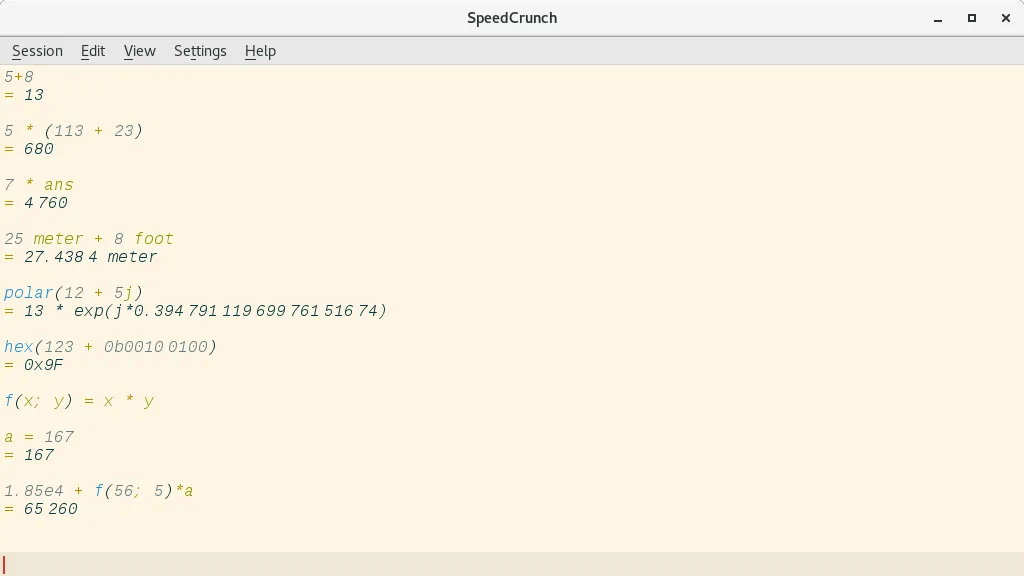 SpeedCrunch
Session Edit View Settings Help
5+8
= 13
5 * (113 + 23)
= 680
7 * ans
= 4 760
25 meter + 8 foot
= 27.438 4 meter
polar(12 + 5j)
= 13 * exp(j*0.394 791 119 699 761 516 74)
hex(123 + 0b0010 0100)
= 0x9F
f(x; y) = x * y
a = 167
= 167
1.85e4 + f(56; 5)*a
= 65 260